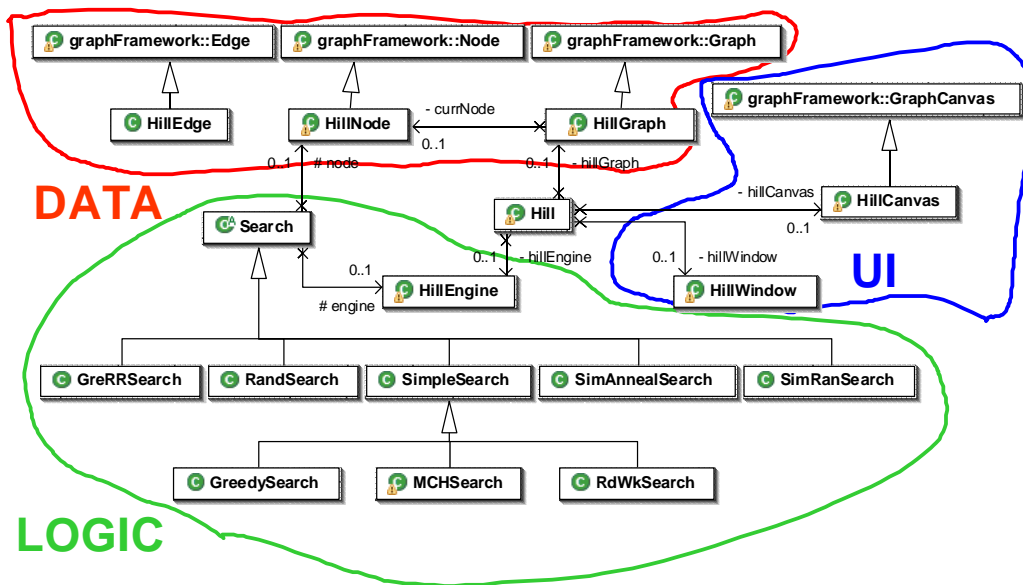 graphFramework::Edge
graphFramework::Node
graphFramework::Graph
graphFramework::GraphCanvas
HillEdge
HillNode
- currNode
0..1
HillGraph
0..1
# node
0..1
- hillGraph
DATA
Search
Hill
- hillCanvas
0..1
HillCanvas
0..1
# engine
HillEngine
0..1
- hillEngine
0..1
- hillWindow
HillWindow
UI
GreRRSearch
RandSearch
SimpleSearch
SimAnnealSearch
SimRanSearch
GreedySearch
MCHSearch
RdWkSearch
LOGIC